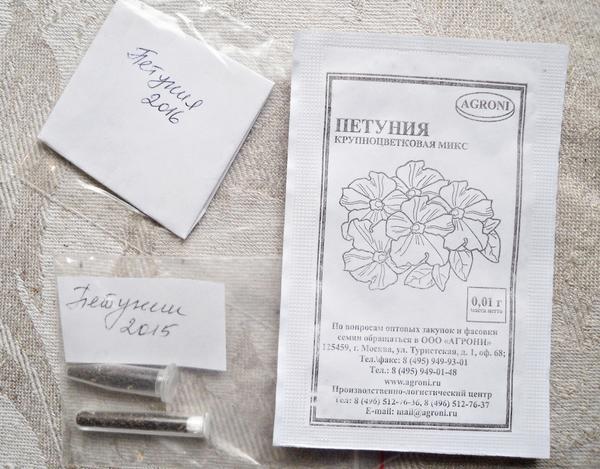 Петуния
2016
Петунии
2015
AGRONI
ПЕТУНИЯ
КРУПНОЦВЕТКОВАЯ МИКС
0,01 г
масса нетто
По вопросам оптовых закупок и фасовки
семян обращаться в ООО «АГРОНИ»
125459, г. Москва, ул. Туристская, д. 1, оф. 68;
Тел.\факс: 8 (495) 949-93-01
Тел.: 8 (495) 949-01-48
www.agroni.ru
Производственно-логистический центр
Тел: 8 (496) 512-76-36, 8 (496) 512-76-37
E-mail: mail@agroni.ru